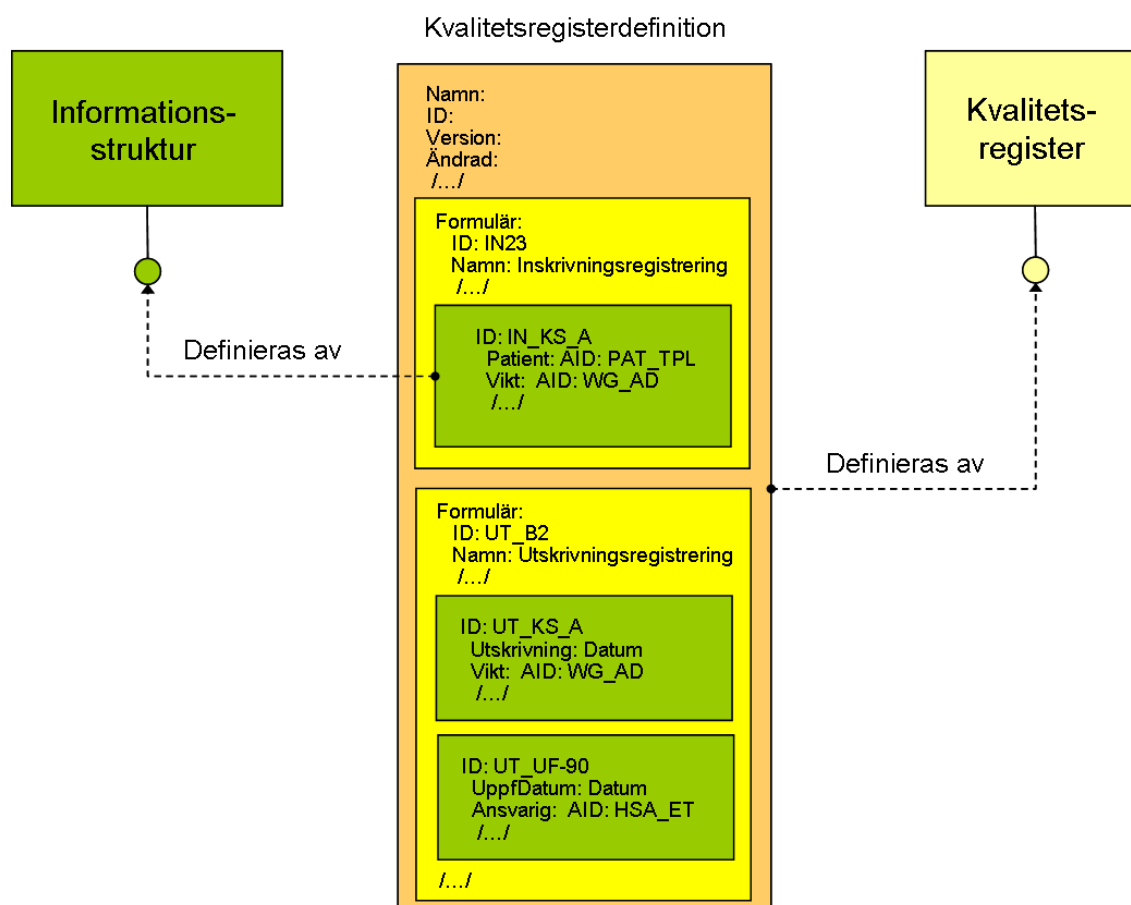 Kvalitetsregisterdefinition
Informations-
struktur
Namn:
ID:
Version:
Ändrad:
/…/
Kvalitets-
register
Formulär:
ID: IN23
Namn: Inskrivningsregistrering
/…/
Definieras av
ID: IN_KS_A
Patient: AID: PAT_TPL
Vikt:  AID: WG_AD
/…/
Definieras av
Formulär:
ID: UT_B2
Namn: Utskrivningsregistrering
/…/
ID: UT_KS_A
Utskrivning: Datum
Vikt:  AID: WG_AD
/…/
ID: UT_UF-90
UppfDatum: Datum
Ansvarig:  AID: HSA_ET
/…/
/…/